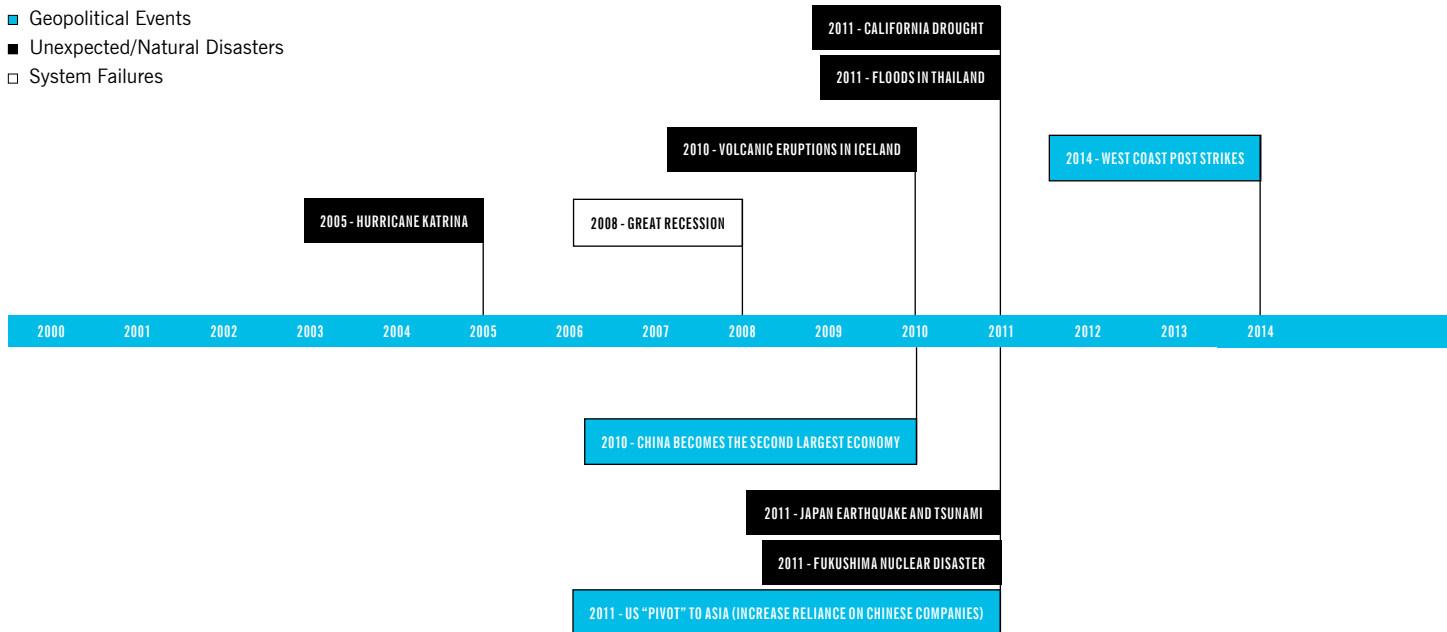 Geopolitical Events
Unexpected/Natural Disasters
System Failures
2011 - CALIFORNIA DROUGHT
2011 - FLOODS IN THAILAND
2010 - VOLCANIC ERUPTIONS IN ICELAND
2014 - WEST COAST POST STRIKES
2005 - HURRICANE KATRINA
2008 - GREAT RECESSION
2000 2001 2002 2003 2004 2005 2006 2007 2008 2009 2010 2011 2012 2013 2014
2010 - CHINA BECOMES THE SECOND LARGEST ECONOMY
2011 - JAPAN EARTHQUAKE AND TSUNAMI
2011 - FUKUSHIMA NUCLEAR DISASTER
2011 - US “PIVOT” TO ASIA (INCREASE RELIANCE ON CHINESE COMPANIES)